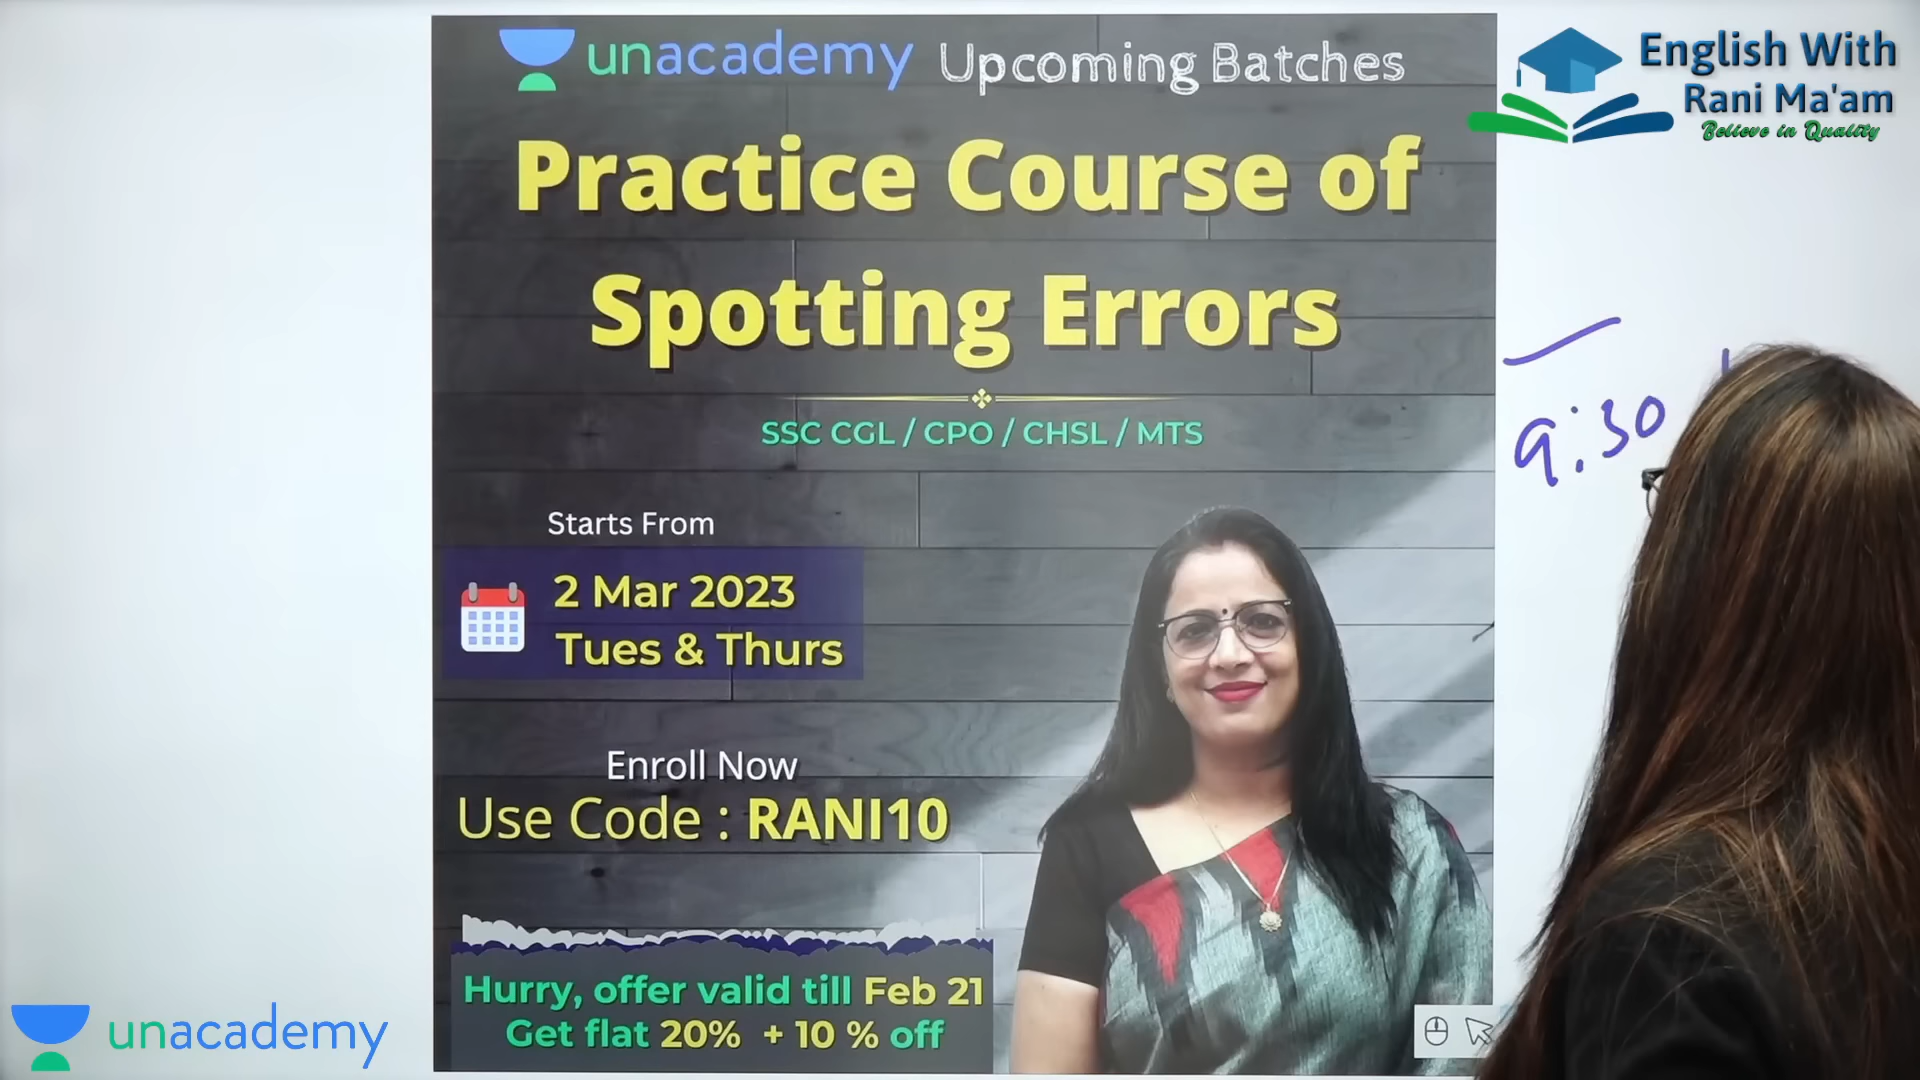 unacademy Upcoming Batches
English With
Rani Ma'am
Believe in Quality
Practice Course of
Spotting Errors
SSC CGL / CPO / CHSL / MTS
9:30
Starts From
2 Mar 2023
Tues & Thurs
Enroll Now
Use Code : RANI10
Hurry, offer valid till Feb 21
Get flat 20% + 10 % off
unacademy